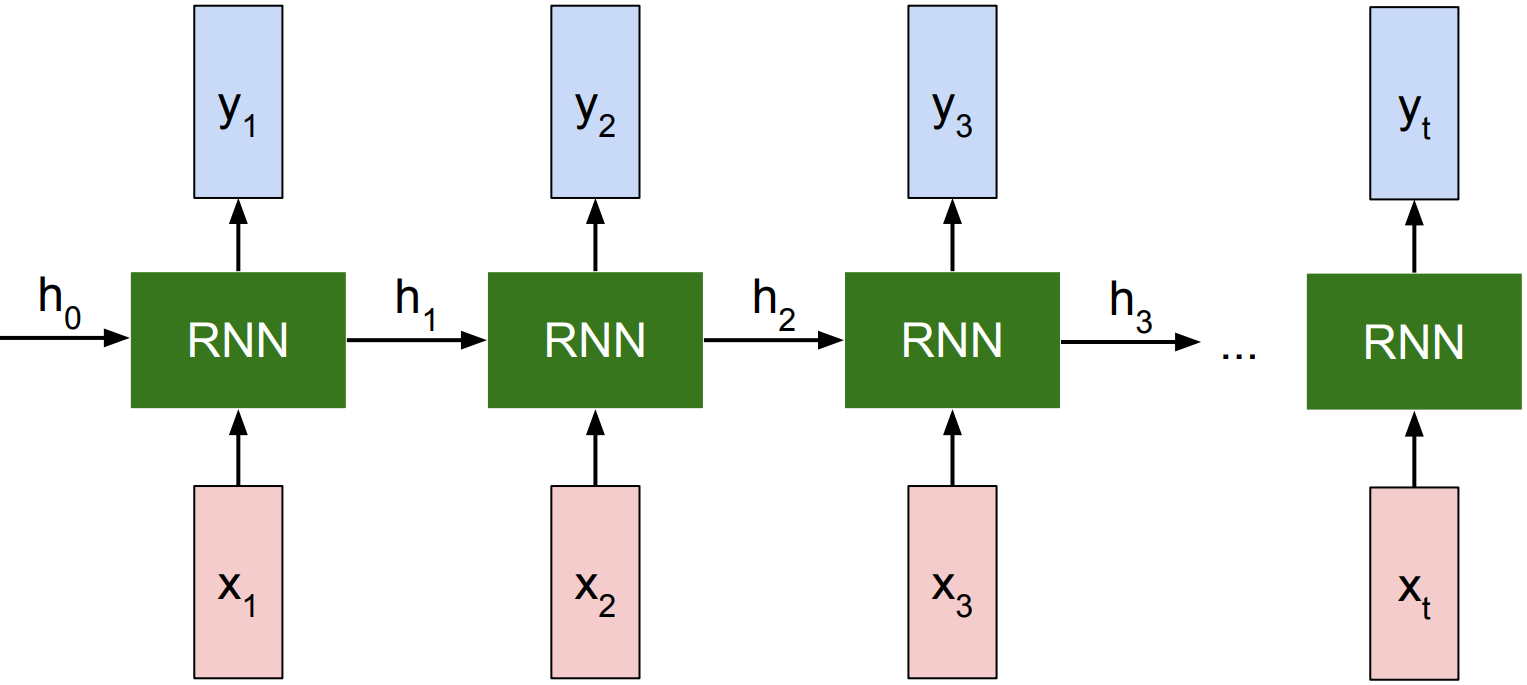 y1 y2 y3 yt
h0 RNN h1 RNN h2 RNN h3 ... RNN
x1 x2 x3 xt